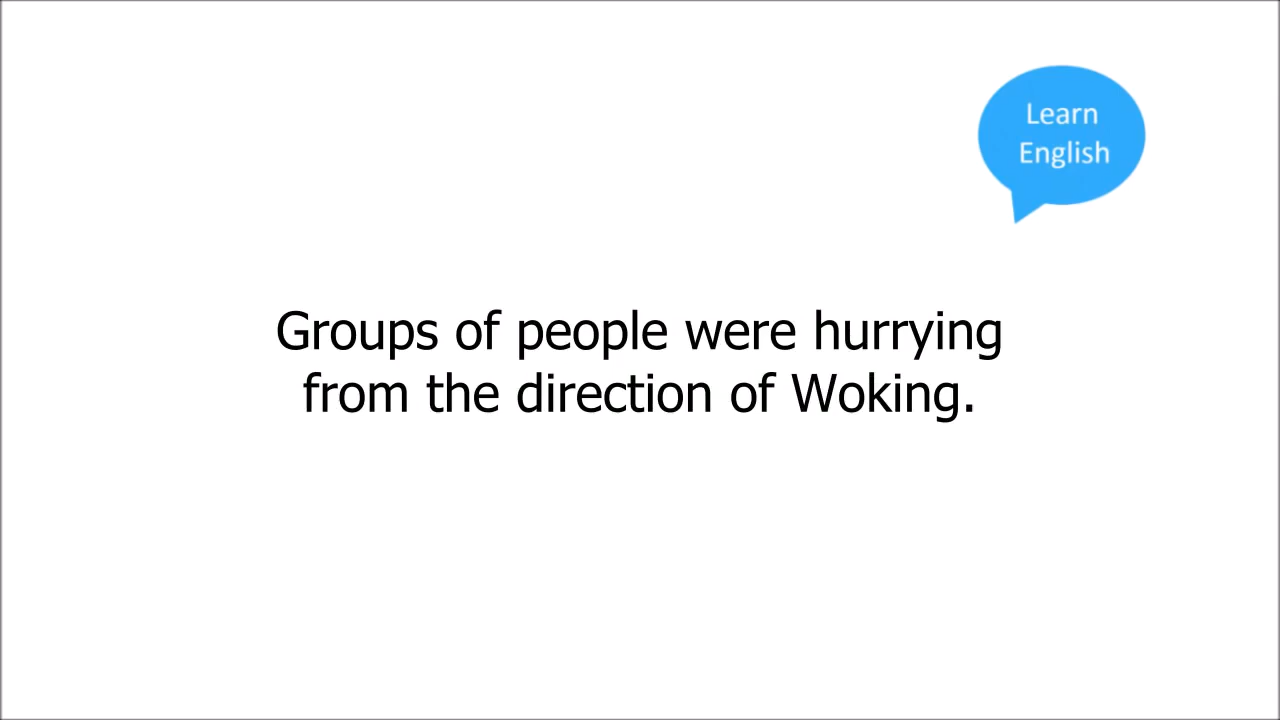 Learn
English
Groups of people were hurrying
from the direction of Woking.